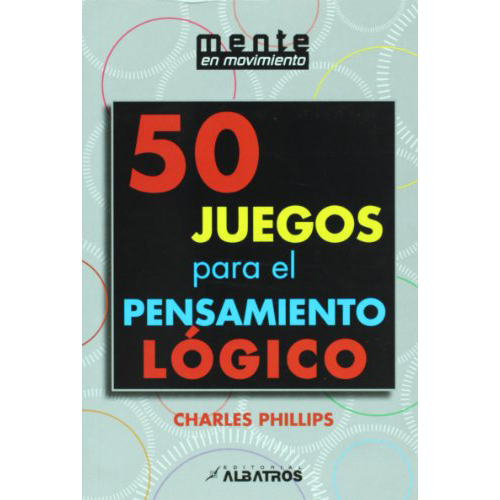 mente
en movimiento
50
JUEGOS
para el
PENSAMIENTO
LÓGICO
CHARLES PHILLIPS
EDITORIAL
ALBATROS